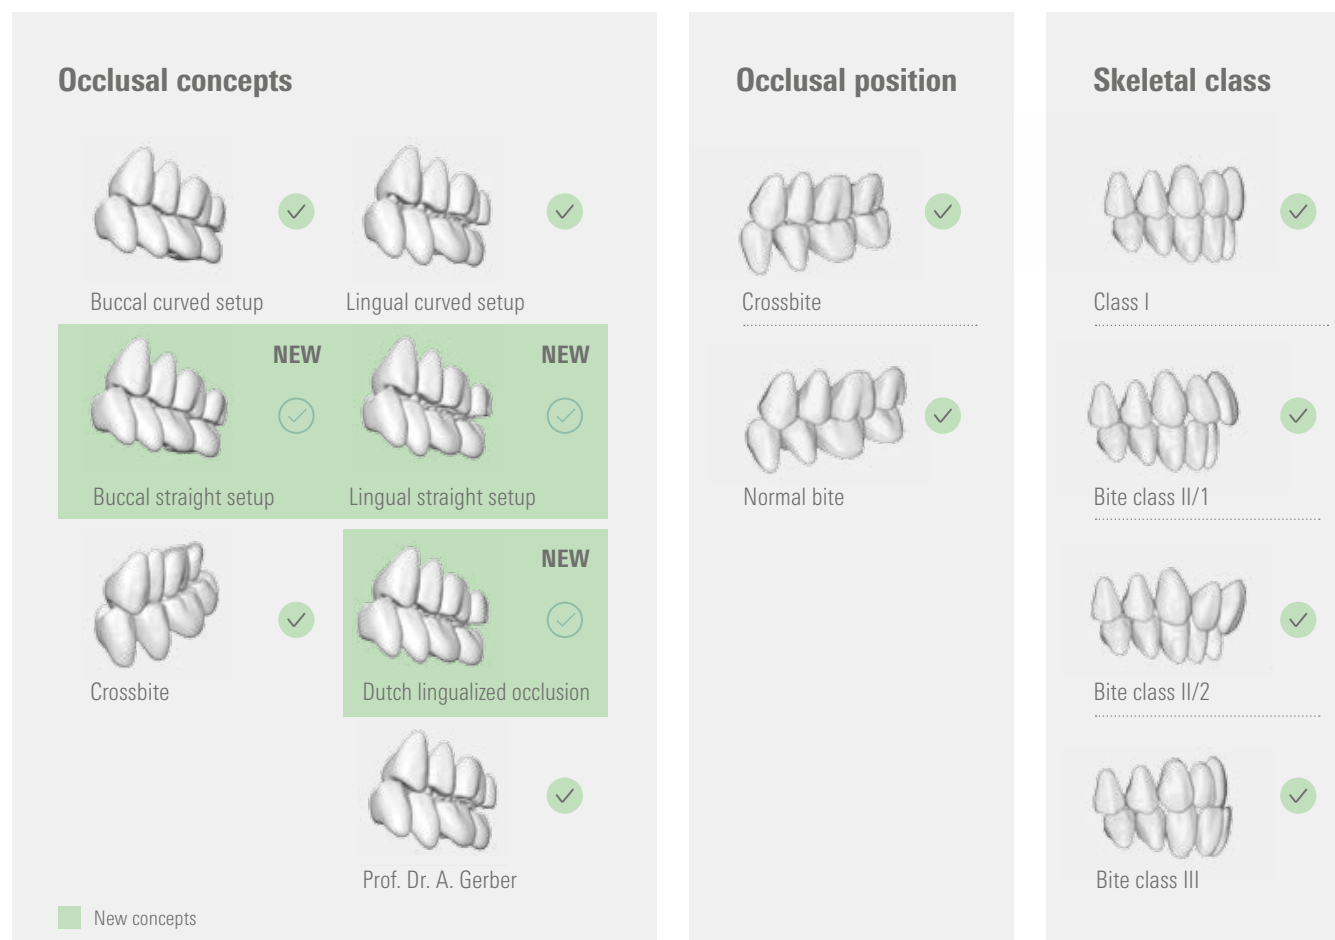 Occlusal concepts
Buccal curved setup
Lingual curved setup
NEW
NEW
Buccal straight setup
Lingual straight setup
NEW
Crossbite
Dutch lingualized occlusion
Prof. Dr. A. Gerber
New concepts
Occlusal position
Crossbite
Normal bite
Skeletal class
Class I
Bite class II/1
Bite class II/2
Bite class III